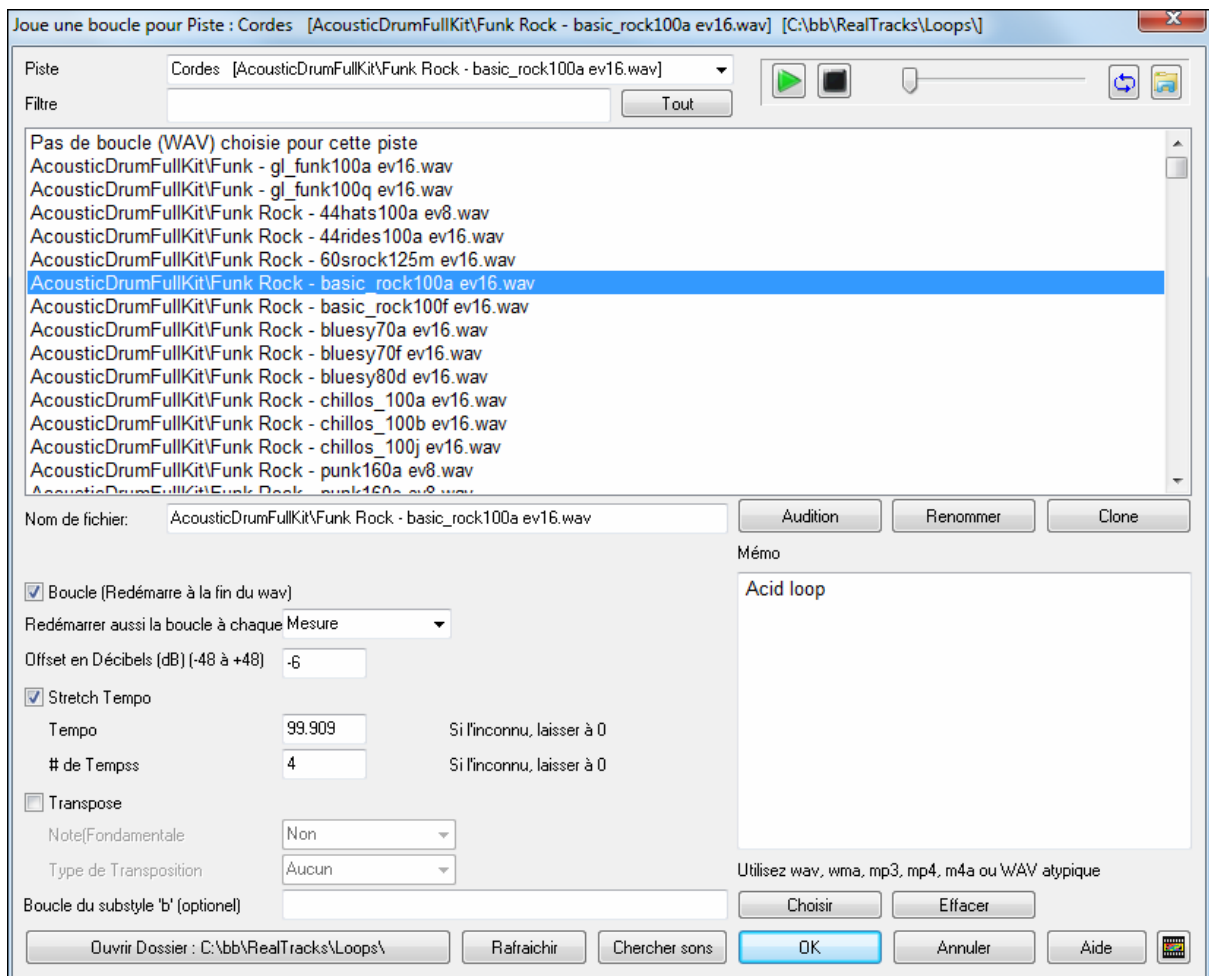 Joue une boucle pour Piste : Cordes   [AcousticDrumFullKit\Funk Rock - basic_rock100a ev16.wav]  [C:\bb\RealTracks\Loops\]
Piste
Cordes   [AcousticDrumFullKit\Funk Rock - basic_rock100a ev16.wav]
Filtre
Tout
Pas de boucle (WAV) choisie pour cette piste
AcousticDrumFullKit\Funk - gl_funk100a ev16.wav
AcousticDrumFullKit\Funk - gl_funk100q ev16.wav
AcousticDrumFullKit\Funk Rock - 44hats100a ev8.wav
AcousticDrumFullKit\Funk Rock - 44rides100a ev16.wav
AcousticDrumFullKit\Funk Rock - 60srock125m ev16.wav
AcousticDrumFullKit\Funk Rock - basic_rock100a ev16.wav
AcousticDrumFullKit\Funk Rock - basic_rock100f ev16.wav
AcousticDrumFullKit\Funk Rock - bluesy70a ev16.wav
AcousticDrumFullKit\Funk Rock - bluesy70f ev16.wav
AcousticDrumFullKit\Funk Rock - bluesy80d ev16.wav
AcousticDrumFullKit\Funk Rock - chillos_100a ev16.wav
AcousticDrumFullKit\Funk Rock - chillos_100b ev16.wav
AcousticDrumFullKit\Funk Rock - chillos_100j ev16.wav
AcousticDrumFullKit\Funk Rock - punk160a ev8.wav
Nom de fichier:
AcousticDrumFullKit\Funk Rock - basic_rock100a ev16.wav
Audition
Renommer
Clone
Mémo
Acid loop
Boucle (Redémarre à la fin du wav)
Redémarrer aussi la boucle à chaque
Mesure
Offset en Décibels (dB) (-48 à +48)
-6
Stretch Tempo
Tempo
99.909
Si l'inconnu, laisser à 0
# de Tempss
4
Si l'inconnu, laisser à 0
Transpose
Note(Fondamentale
Non
Type de Transposition
Aucun
Utilisez wav, wma, mp3, mp4, m4a ou WAV atypique
Boucle du substyle 'b' (optionel)
Choisir
Effacer
Ouvrir Dossier : C:\bb\RealTracks\Loops\
Rafraichir
Chercher sons
OK
Annuler
Aide